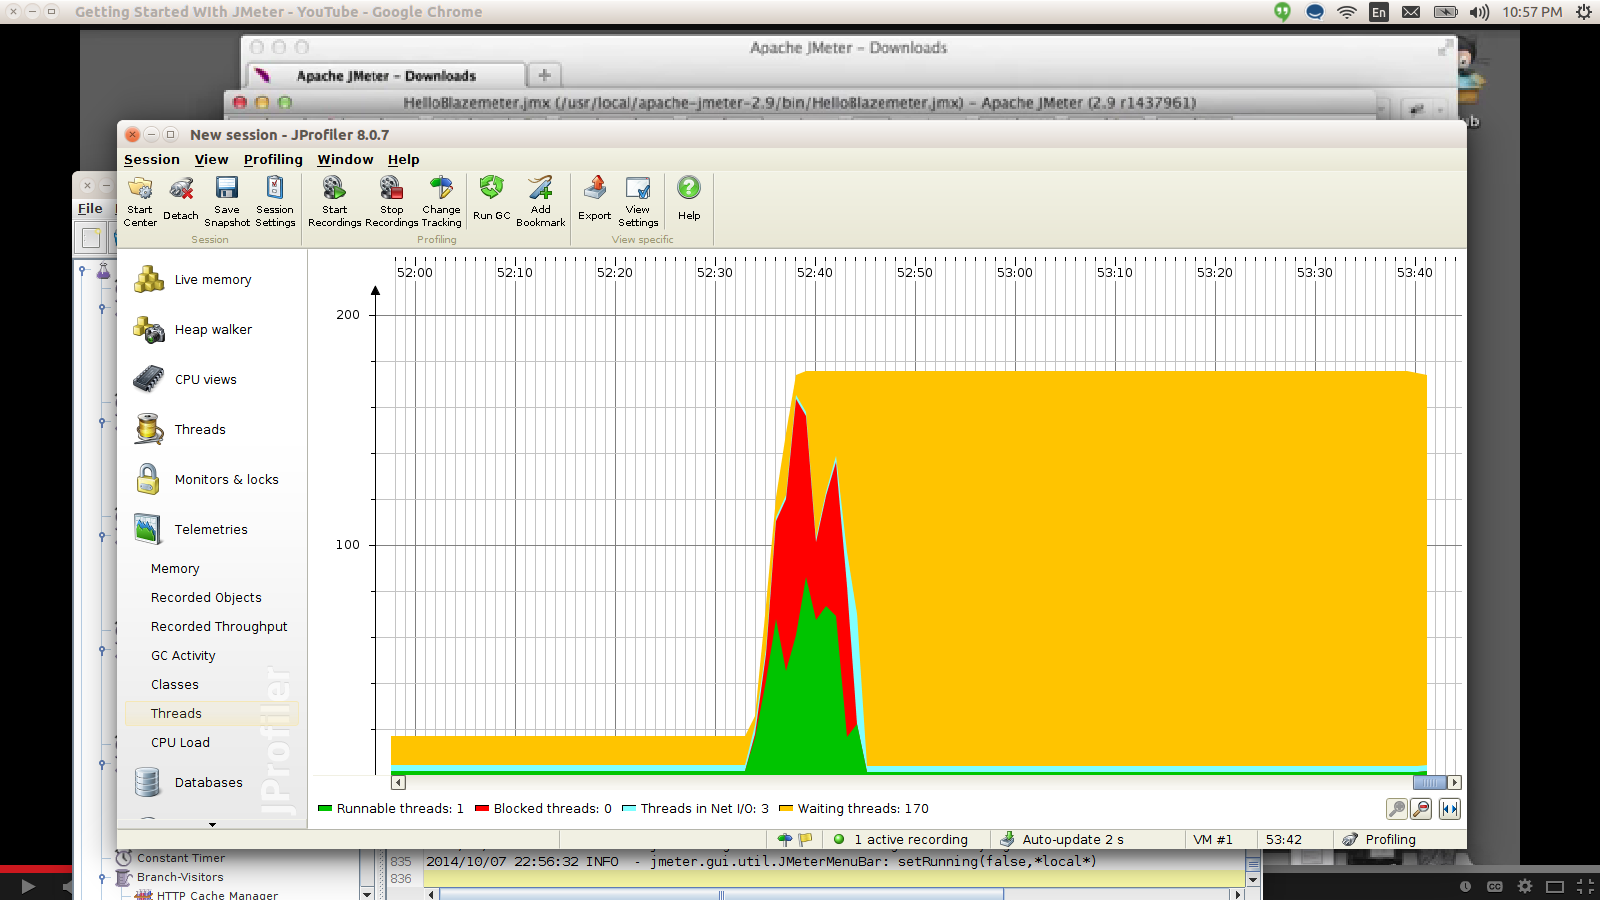 Getting Started With JMeter - YouTube - Google Chrome
En
10:57 PM
Apache JMeter – Downloads
Apache JMeter – Downloads
HelloBlazemeter.jmx (/usr/local/apache-jmeter-2.9/bin/HelloBlazemeter.jmx) – Apache JMeter (2.9 r1437961)
ub
New session - JProfiler 8.0.7
Session View Profiling Window Help
File
Start Center
Detach
Save Snapshot
Session Settings
Start Recordings
Stop Recordings
Change Tracking
Run GC
Add Bookmark
Export
View Settings
Help
Session
Profiling
View specific
Live memory
Heap walker
CPU views
Threads
Monitors & locks
Telemetries
Memory
Recorded Objects
Recorded Throughput
GC Activity
Classes
Threads
CPU Load
Databases
JProfiler
52:00 52:10 52:20 52:30 52:40 52:50 53:00 53:10 53:20 53:30 53:40
200
100
Runnable threads: 1 Blocked threads: 0 Threads in Net I/O: 3 Waiting threads: 170
1 active recording Auto-update 2 s VM #1 53:42 Profiling
Constant Timer
Branch-Visitors
HTTP Cache Manager
835 2014/10/07 22:56:32 INFO - jmeter.gui.util.JMeterMenuBar: setRunning(false,*local*)
836
CC